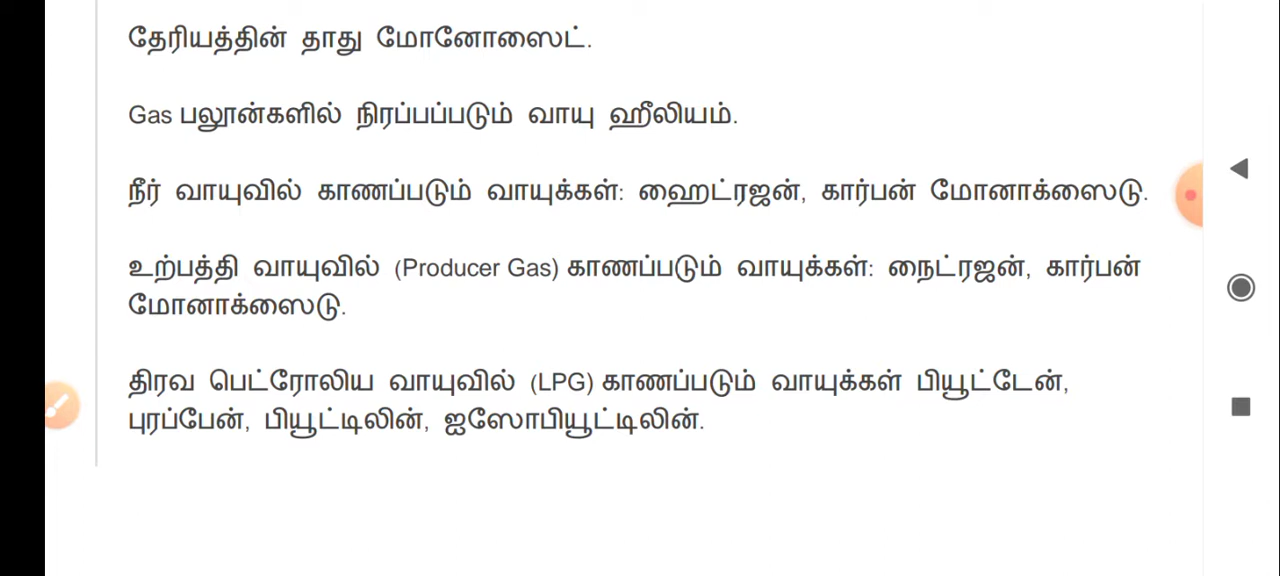 தேரியத்தின் தாது மோனோஸைட்.
Gas பலூன்களில் நிரப்பப்படும் வாயு ஹீலியம்.
நீர் வாயுவில் காணப்படும் வாயுக்கள்: ஹைட்ரஜன், கார்பன் மோனாக்ஸைடு.
உற்பத்தி வாயுவில் (Producer Gas) காணப்படும் வாயுக்கள்: நைட்ரஜன், கார்பன்
மோனாக்ஸைடு.
திரவ பெட்ரோலிய வாயுவில் (LPG) காணப்படும் வாயுக்கள் பியூட்டேன்,
புரப்பேன், பியூட்டிலின், ஐஸோபியூட்டிலின்.